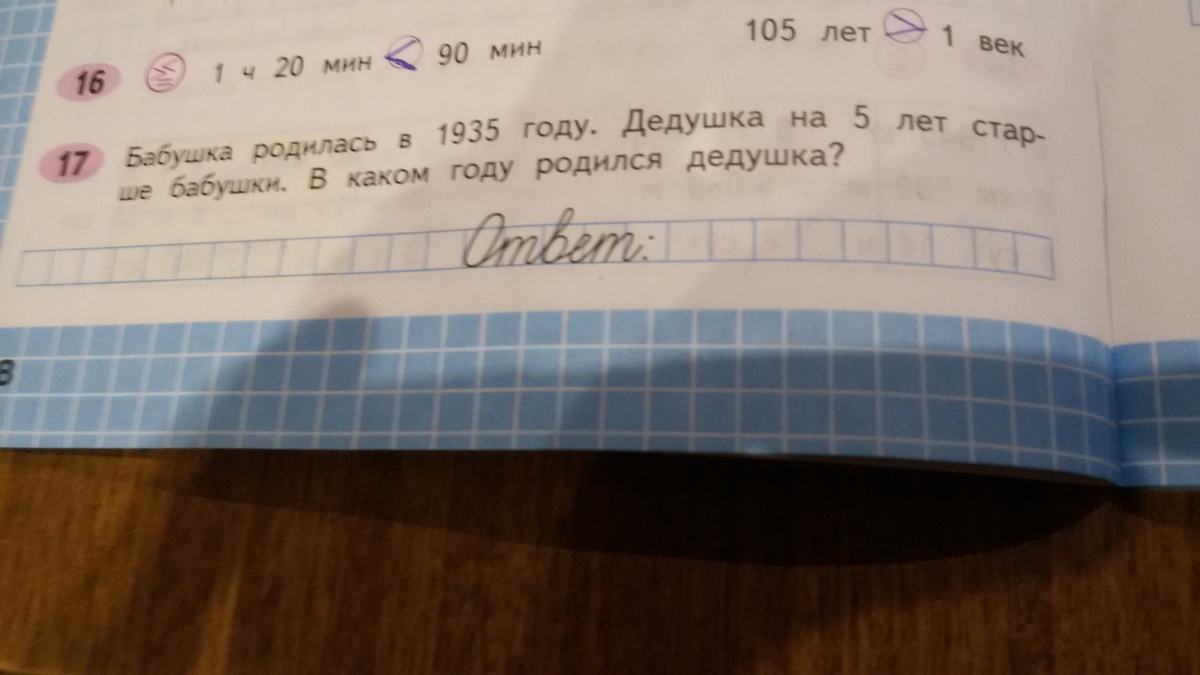 16 1 ч 20 мин < 90 мин 105 лет > 1 век
17 Бабушка родилась в 1935 году. Дедушка на 5 лет стар-
ше бабушки. В каком году родился дедушка?
Ответ:
8